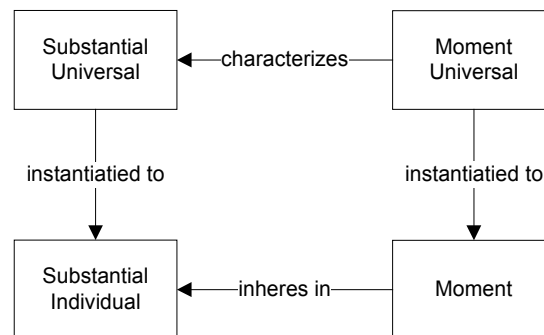 Substantial
Universal
characterizes
Moment
Universal
instantiatied to
instantiatied to
Substantial
Individual
inheres in
Moment